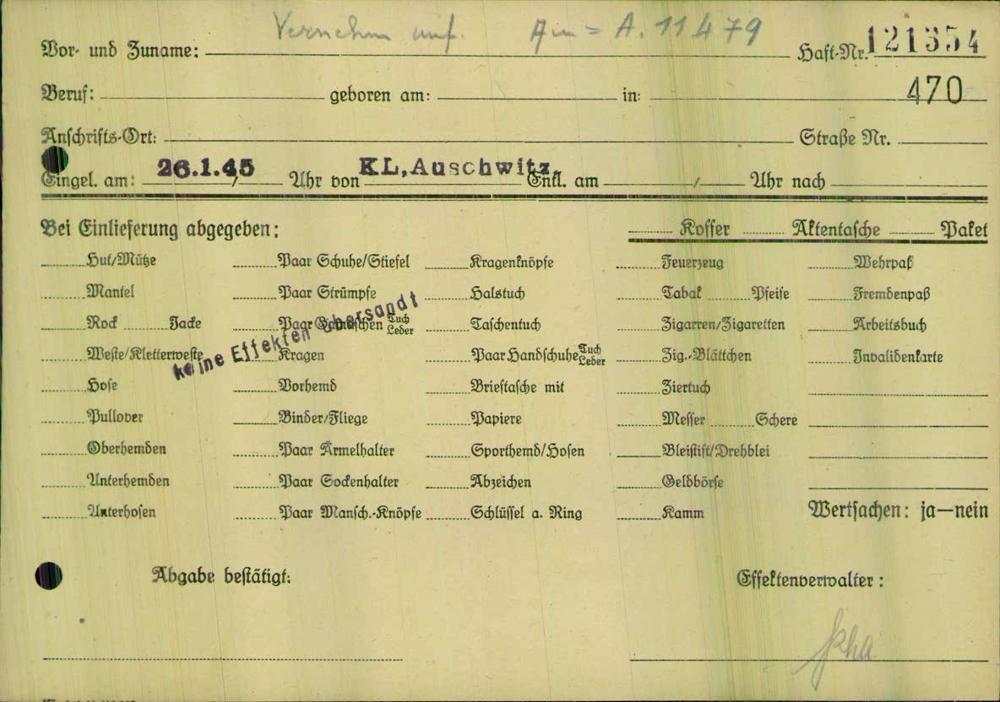 Vernehm unf. A.11479
Vor- und Zuname: Haft-Nr. 121354
Beruf: geboren am: in: 470
Anschrifts-Ort: Straße Nr.
Eingel. am: 26.1.45 / Uhr von KL, Auschwitz, Entl. am / Uhr nach
Bei Einlieferung abgegeben: Koffer Aktentasche Paket
Hut/Mütze Paar Schuhe/Stiefel Kragenknöpfe Feuerzeug Wehrpaß
Mantel Paar Strümpfe Halstuch Tabak Pfeife Fremdenpaß
Rock Jacke Paar Gamaschen Tuch Leder Taschentuch Zigarren/Zigaretten Arbeitsbuch
Weste/Kletterweste Kragen Paar Handschuhe Tuch Leder Zig.-Blättchen Invalidenkarte
keine Effekten übersandt
Hose Vorhemd Brieftasche mit Ziertuch
Pullover Binder/Fliege Papiere Messer Schere
Oberhemden Paar Ärmelhalter Sporthemd/Hosen Bleistift/Drehblei
Unterhemden Paar Sockenhalter Abzeichen Geldbörse
Unterhosen Paar Mansch.-Knöpfe Schlüssel a. Ring Kamm Wertsachen: ja—nein
Abgabe bestätigt: Effektenverwalter: